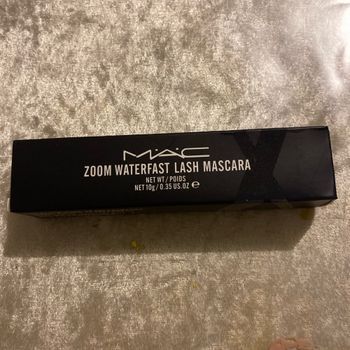 M·A·C
ZOOM WATERFAST LASH MASCARA
NET WT/POIDS
NET 10g/0.35 US.OZ ℮